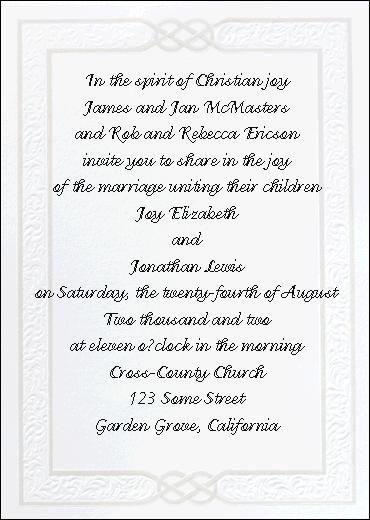 In the spirit of Christian joy
James and Jan McMasters
and Rob and Rebecca Ericson
invite you to share in the joy
of the marriage uniting their children
Joy Elizabeth
and
Jonathan Lewis
on Saturday, the twenty-fourth of August
Two thousand and two
at eleven o?clock in the morning
Cross-County Church
123 Some Street
Garden Grove, California